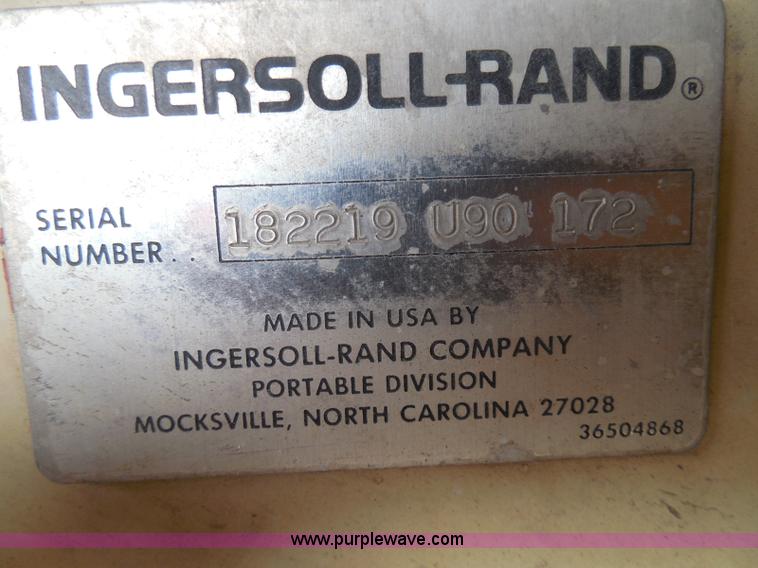 INGERSOLL-RAND®
SERIAL
NUMBER . . 182219 U90 172
MADE IN USA BY
INGERSOLL-RAND COMPANY
PORTABLE DIVISION
MOCKSVILLE, NORTH CAROLINA 27028
36504868
www.purplewave.com